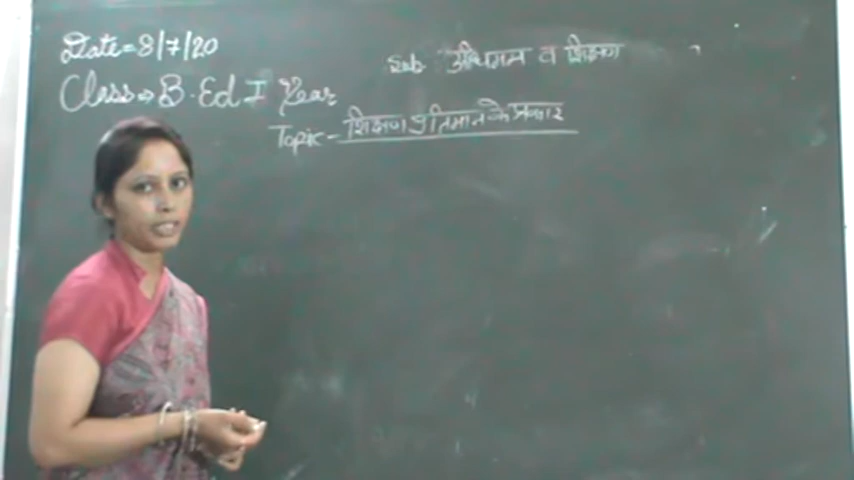 Date=8/7/20
Sub. अधिगम व शिक्षण
Class→ B.Ed I Year
Topic- शिक्षण प्रतिमान के प्रकार